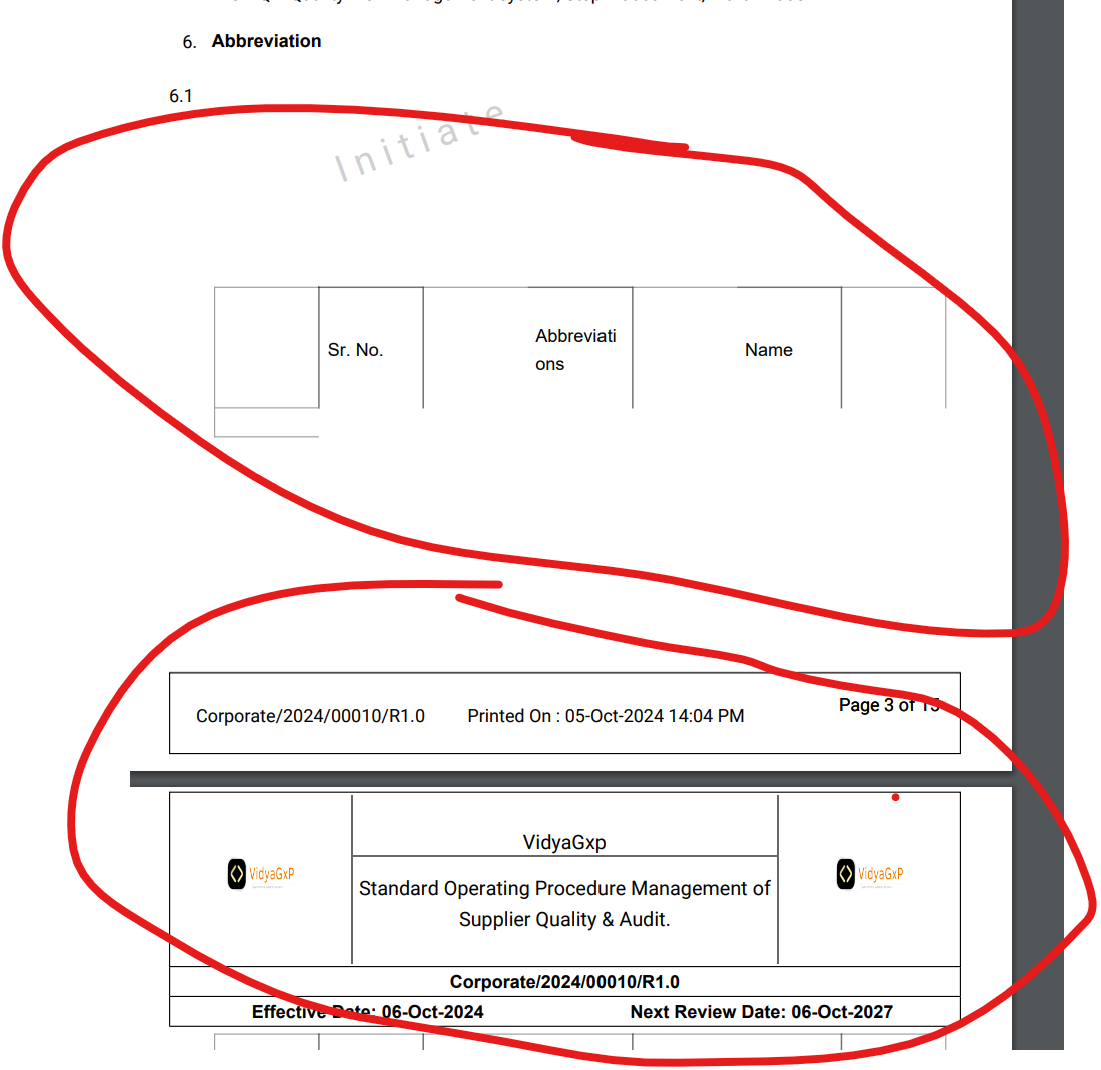 6. Abbreviation
6.1
Initiate
Sr. No.
Abbreviati
ons
Name
Corporate/2024/00010/R1.0 Printed On : 05-Oct-2024 14:04 PM Page 3 of 15
VidyaGxp
VidyaGxP
VidyaGxP
Standard Operating Procedure Management of
Supplier Quality & Audit.
Corporate/2024/00010/R1.0
Effective Date: 06-Oct-2024 Next Review Date: 06-Oct-2027